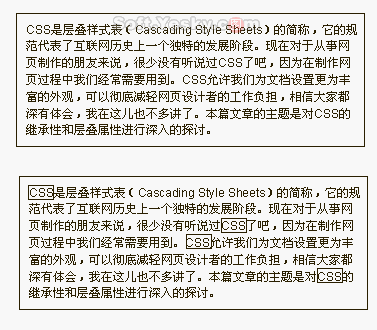 Soft.Yesky.com
CSS是层叠样式表（Cascading Style Sheets）的简称，它的规
范代表了互联网历史上一个独特的发展阶段。现在对于从事网
页制作的朋友来说，很少没有听说过CSS了吧，因为在制作网
页过程中我们经常需要用到。CSS允许我们为文档设置更为丰
富的外观，可以彻底减轻网页设计者的工作负担，相信大家都
深有体会，我在这儿也不多讲了。本篇文章的主题是对CSS的
继承性和层叠属性进行深入的探讨。
CSS是层叠样式表（Cascading Style Sheets）的简称，它的规
范代表了互联网历史上一个独特的发展阶段。现在对于从事网
页制作的朋友来说，很少没有听说过CSS了吧，因为在制作网
页过程中我们经常需要用到。CSS允许我们为文档设置更为丰
富的外观，可以彻底减轻网页设计者的工作负担，相信大家都
深有体会，我在这儿也不多讲了。本篇文章的主题是对CSS的
继承性和层叠属性进行深入的探讨。